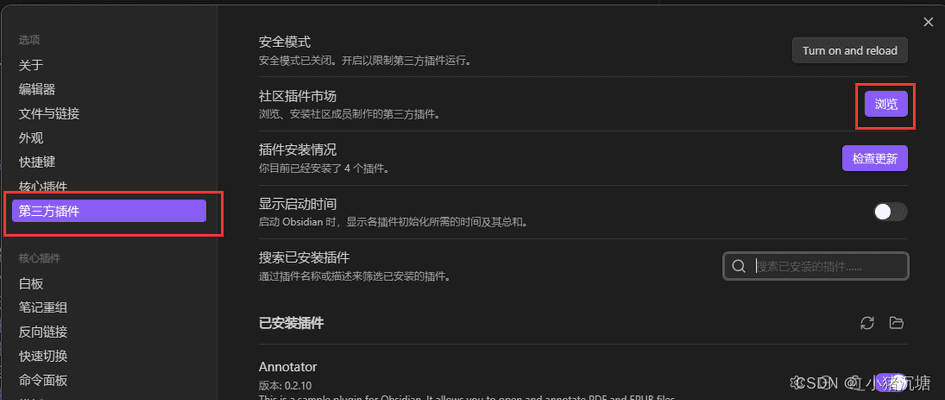 选项
关于
编辑器
文件与链接
外观
快捷键
核心插件
第三方插件
核心插件
白板
笔记重组
反向链接
快速切换
命令面板
安全模式
安全模式已关闭。开启以限制第三方插件运行。
Turn on and reload
社区插件市场
浏览、安装社区成员制作的第三方插件。
浏览
插件安装情况
你目前已经安装了 4 个插件。
检查更新
显示启动时间
启动 Obsidian 时，显示各插件初始化所需的时间及其总和。
搜索已安装插件
通过插件名称或描述来筛选已安装的插件。
搜索已安装的插件......
已安装插件
Annotator
版本: 0.2.10
This is a sample plugin for Obsidian. It allows you to open and annotate PDF and EPUB files.
CSDN @红小猪沉塘